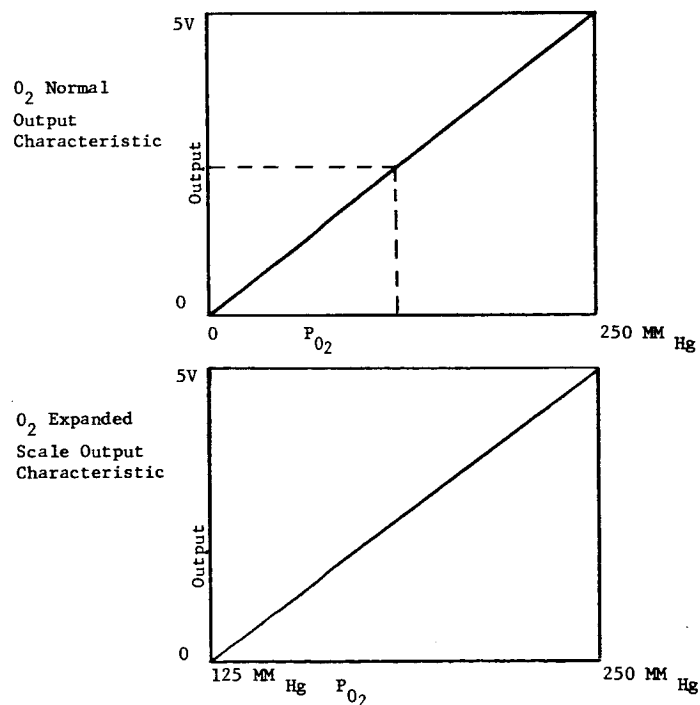 5V
O2 Normal
Output
Characteristic
Output
0
0
PO2
250 MM Hg
5V
O2 Expanded
Scale Output
Characteristic
Output
0
125 MM Hg
PO2
250 MM Hg